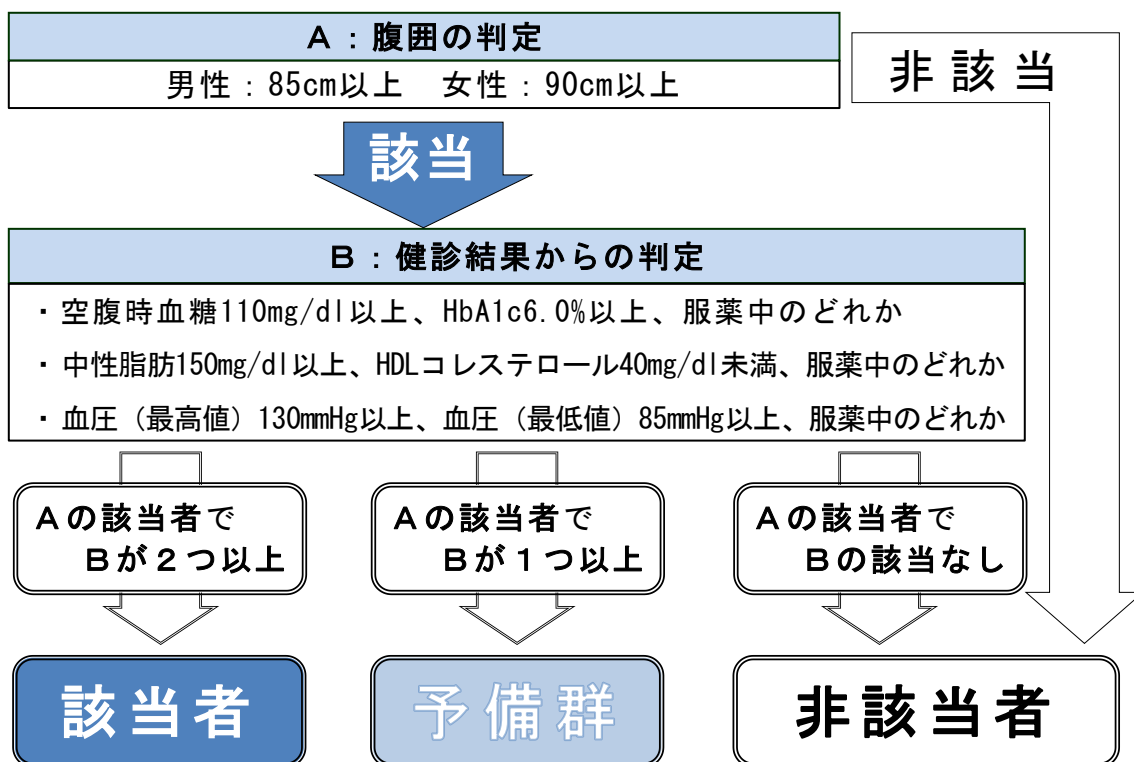 A：腹囲の判定
非該当
男性：85cm以上　女性：90cm以上
該当
B：健診結果からの判定
・空腹時血糖110mg/dl以上、HbA1c6.0%以上、服薬中のどれか
・中性脂肪150mg/dl以上、HDLコレステロール40mg/dl未満、服薬中のどれか
・血圧（最高値）130mmHg以上、血圧（最低値）85mmHg以上、服薬中のどれか
Aの該当者で
Bが２つ以上
Aの該当者で
Bが１つ以上
Aの該当者で
Bの該当なし
該当者
予備群
非該当者